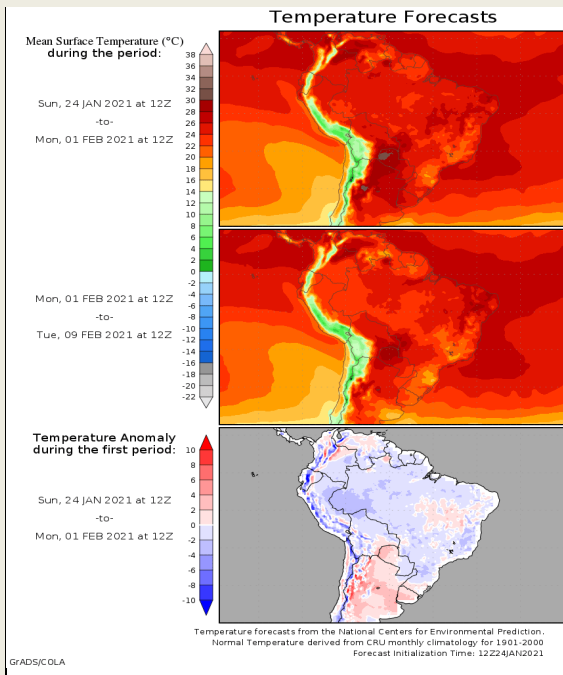 Temperature Forecasts
Mean Surface Temperature (°C)
during the period:
Sun, 24 JAN 2021 at 12Z
-to-
Mon, 01 FEB 2021 at 12Z
38
36
34
32
30
28
26
24
22
20
18
16
14
12
10
8
6
4
2
0
-2
-4
-6
-8
-10
-12
-14
-16
-18
-20
-22
Mon, 01 FEB 2021 at 12Z
-to-
Tue, 09 FEB 2021 at 12Z
Temperature Anomaly
during the first period:
Sun, 24 JAN 2021 at 12Z
-to-
Mon, 01 FEB 2021 at 12Z
10
8
6
4
2
0
-2
-4
-6
-8
-10
Temperature forecasts from the National Centers for Environmental Prediction.
Normal Temperature derived from CRU monthly climatology for 1901-2000
Forecast Initialization Time: 12Z24JAN2021
GrADS/COLA